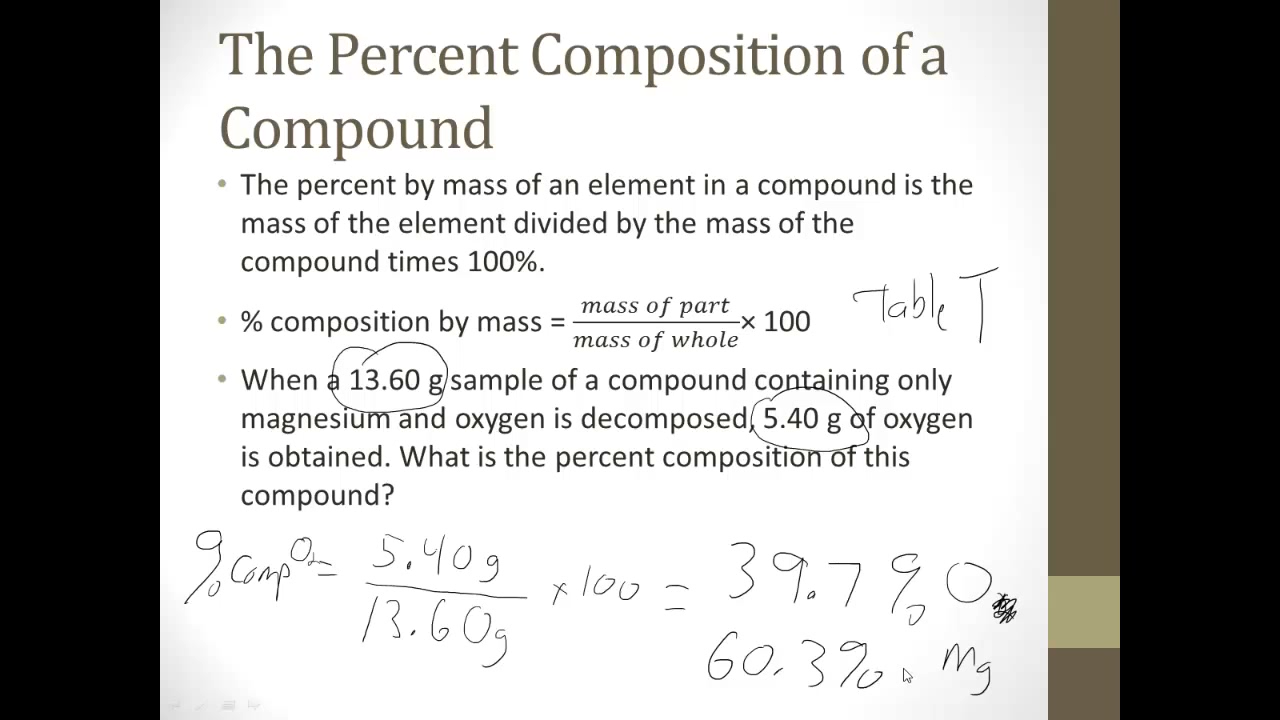 The Percent Composition of a
Compound
• The percent by mass of an element in a compound is the
mass of the element divided by the mass of the
compound times 100%.
• % composition by mass = mass of part / mass of whole × 100
Table T
• When a 13.60 g sample of a compound containing only
magnesium and oxygen is decomposed, 5.40 g of oxygen
is obtained. What is the percent composition of this
compound?
% comp O₂ = 5.40g / 13.60g × 100 = 39.7% O
60.3% Mg